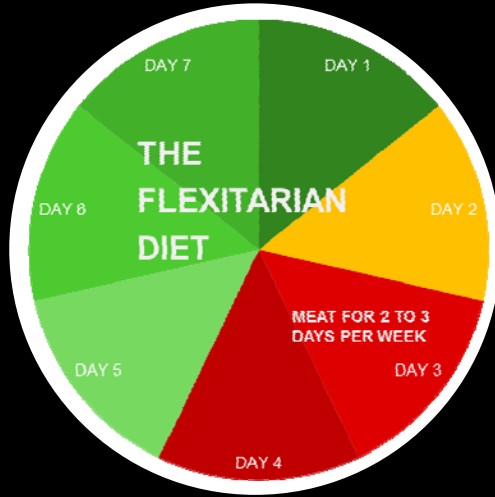 DAY 7
DAY 1
THE
FLEXITARIAN
DIET
DAY 6
DAY 2
MEAT FOR 2 TO 3
DAYS PER WEEK
DAY 5
DAY 3
DAY 4